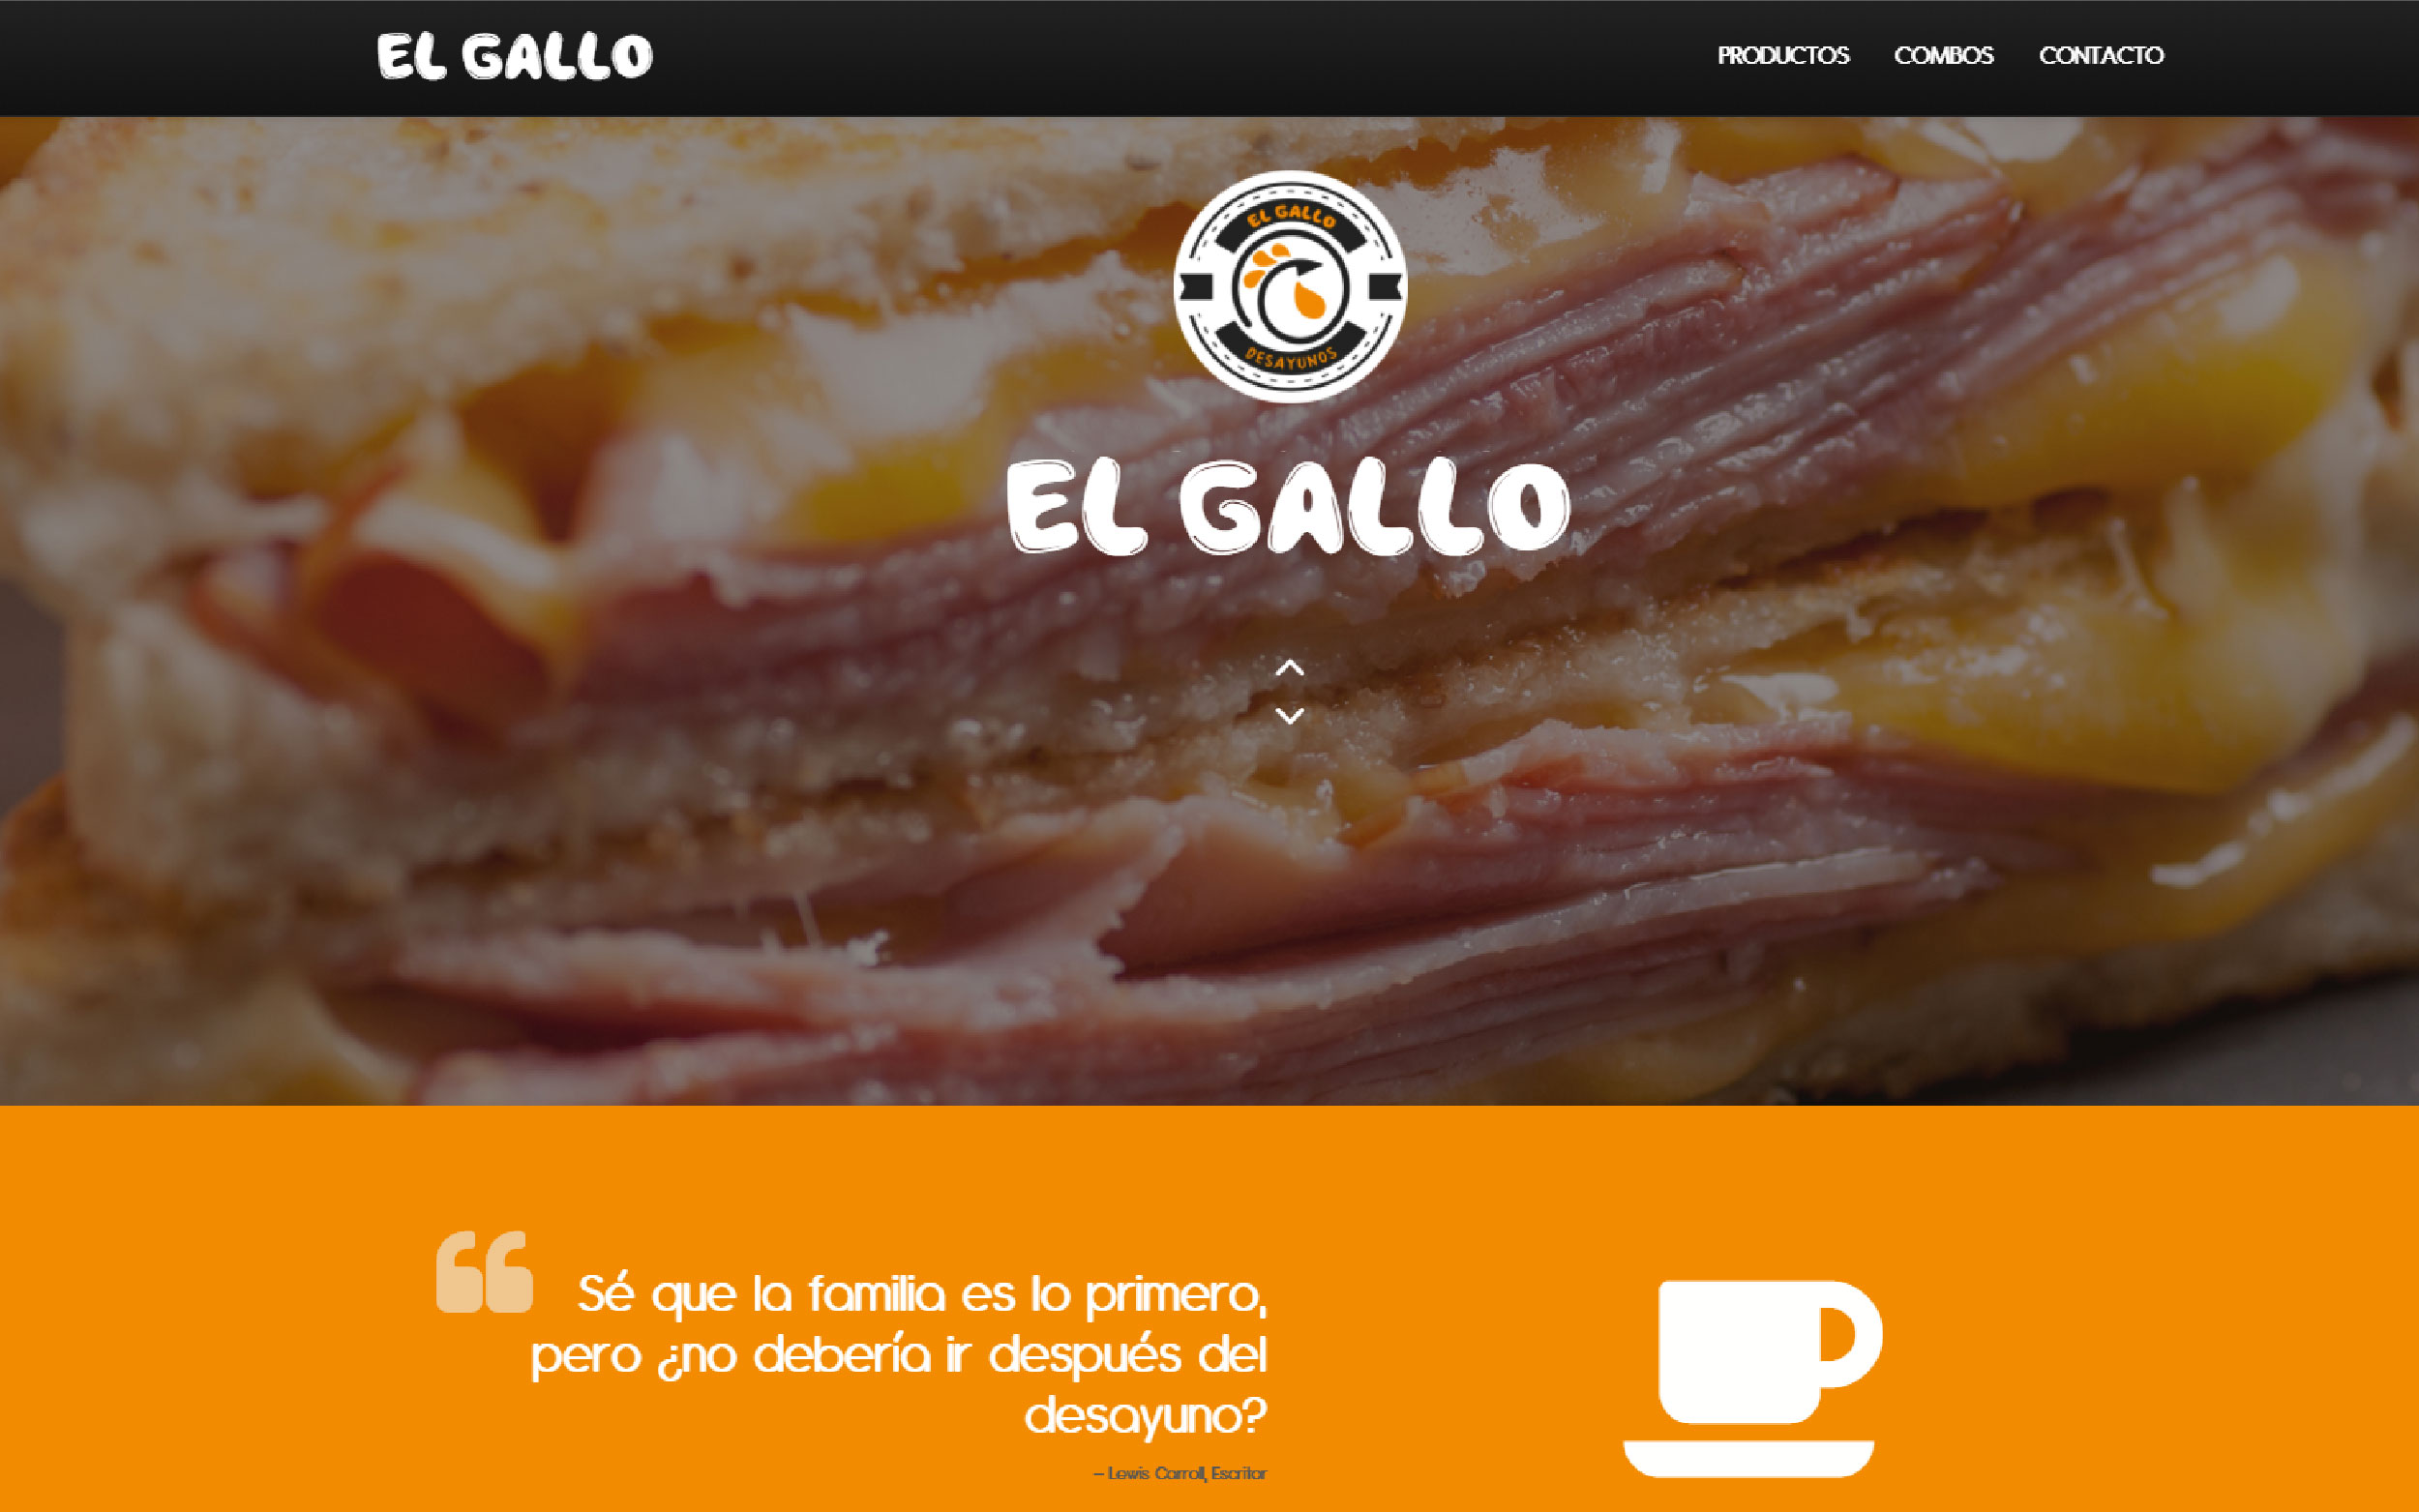 EL GALLO
PRODUCTOS COMBOS CONTACTO
EL GALLO
DESAYUNOS
EL GALLO
Sé que la familia es lo primero,
pero ¿no debería ir después del
desayuno?
– Lewis Carroll, Escritor